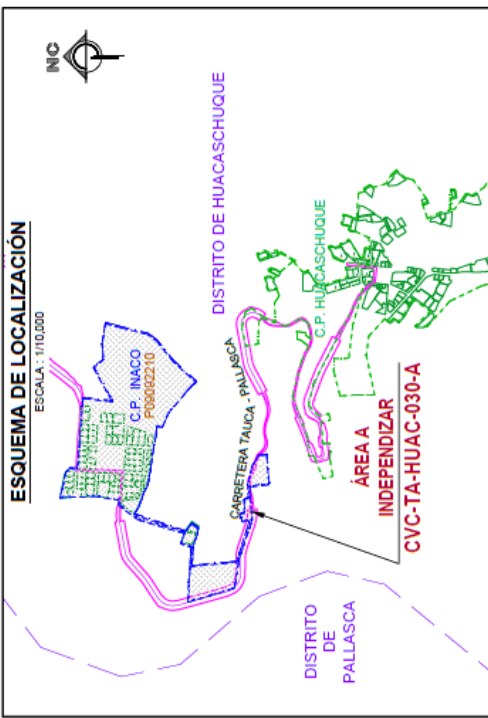 ESQUEMA DE LOCALIZACIÓN
ESCALA : 1/10,000
NC
C.P. INACO
P09092210
DISTRITO DE HUACASCHUQUE
CARRETERA TAUCA - PALLASCA
C.P. HUACASCHUQUE
ÁREA A
INDEPENDIZAR
CVC-TA-HUAC-030-A
DISTRITO
DE
PALLASCA